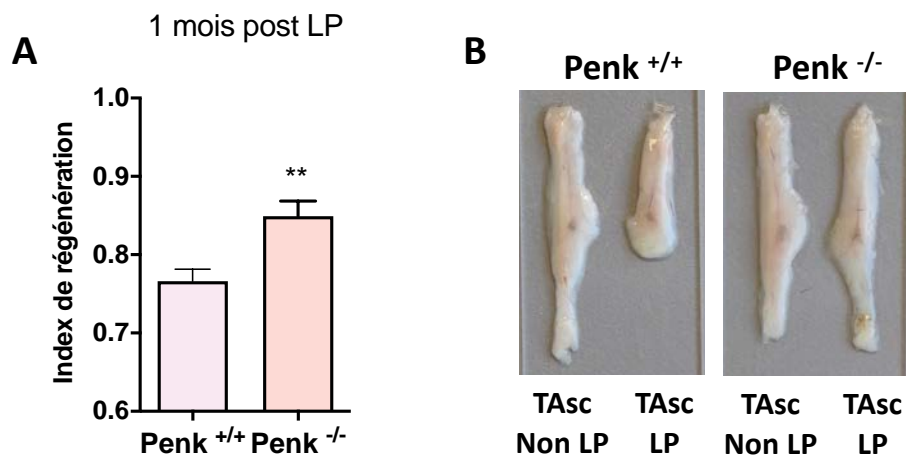 1 mois post LP
A
Index de régénération
1.0
0.9
0.8
0.7
0.6
**
Penk +/+ Penk -/-
B
Penk +/+ Penk -/-
TAsc TAsc TAsc TAsc
Non LP LP Non LP LP